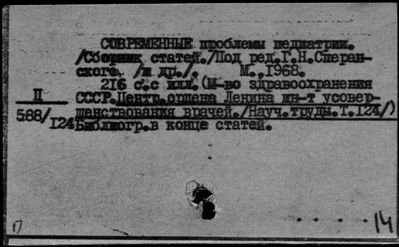 СОВРЕМЕННЫЕ проблемы педиатрии.
/Сборник статей./Под ред.Г.Н.Сперан-
ского /и др./. М.,1968.
216 с.с илл.(М-во здравоохранения
II СССР.Центр.ордена Ленина ин-т усовер-
588/ шенствования врачей./Науч.труды.Т.124/)
124 Библиогр.в конце статей.
14